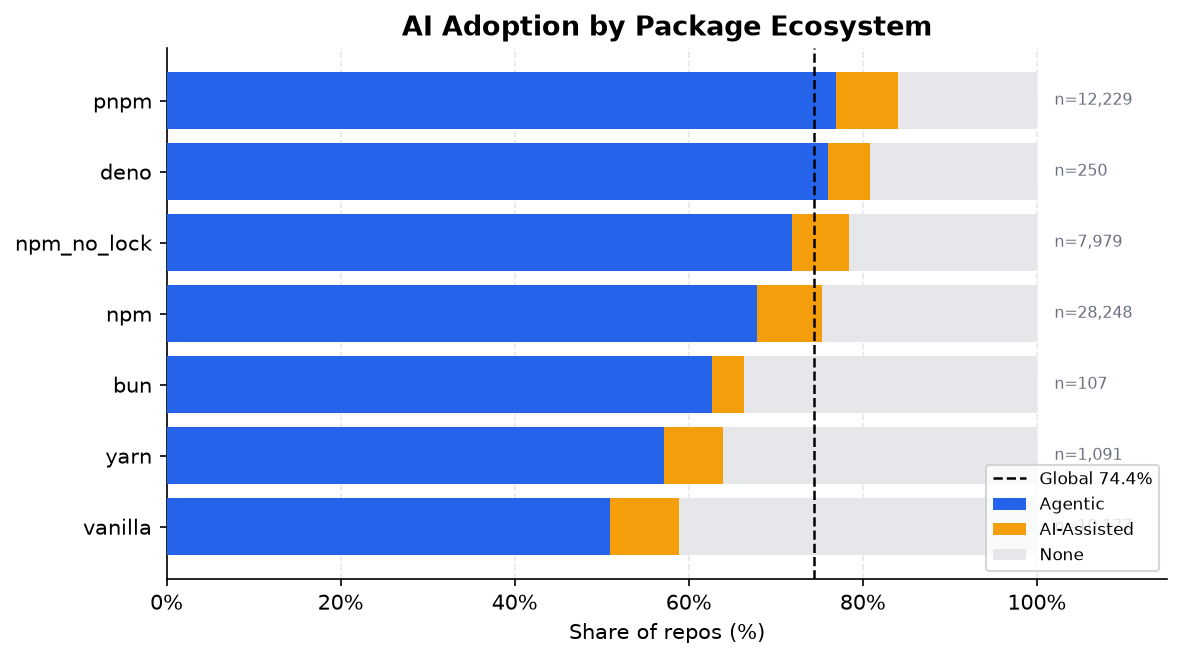 AI Adoption by Package Ecosystem
pnpm
n=12,229
deno
n=250
npm_no_lock
n=7,979
npm
n=28,248
bun
n=107
yarn
n=1,091
vanilla
Global 74.4%
Agentic
AI-Assisted
None
0%
20%
40%
60%
80%
100%
Share of repos (%)